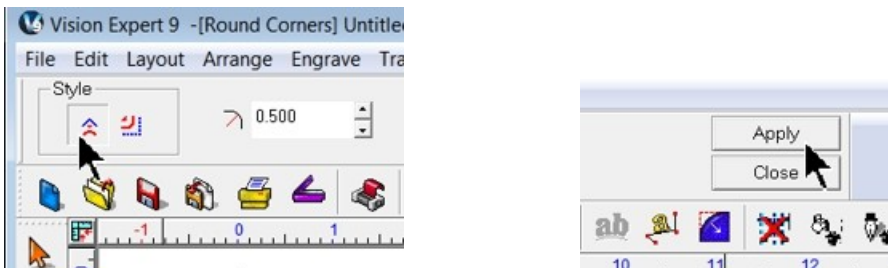 Vision Expert 9 -[Round Corners] Untitle
File Edit Layout Arrange Engrave Tra
Style
0.500
-1 0 1
Apply
Close
ab
10 11 12